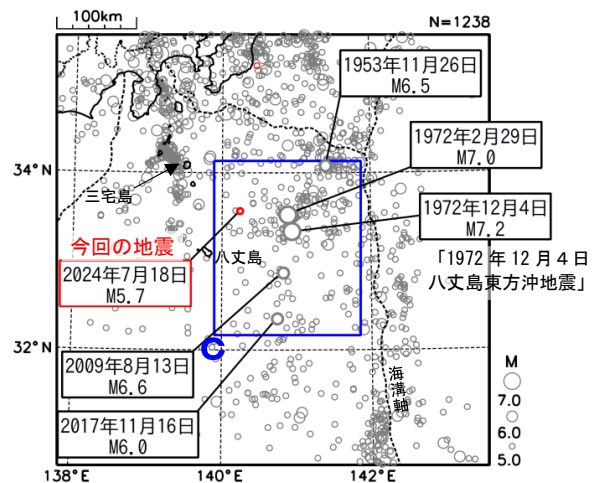 100km
N=1238
1953年11月26日
M6.5
1972年2月29日
M7.0
34°N
三宅島
1972年12月4日
M7.2
今回の地震
八丈島
「1972年12月4日
八丈島東方沖地震」
2024年7月18日
M5.7
32°N
c
2009年8月13日
M6.6
海溝軸
M
7.0
6.0
5.0
2017年11月16日
M6.0
138°E
140°E
142°E